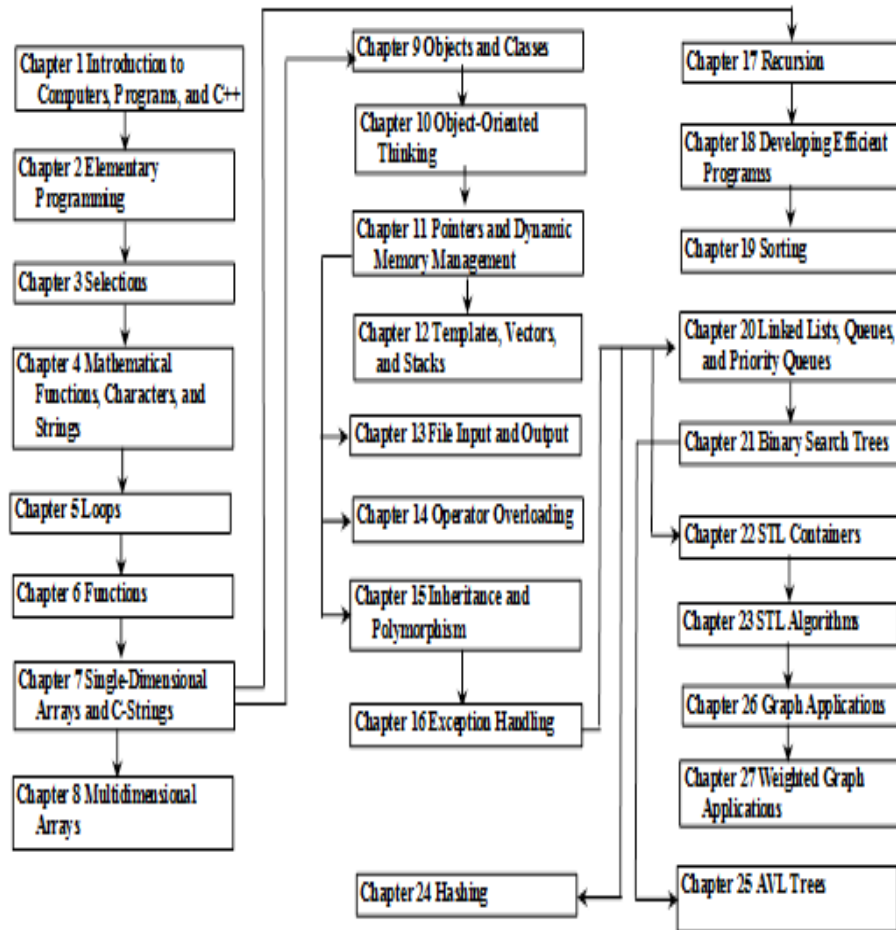 Chapter 1 Introduction to
Computers, Programs, and C++
Chapter 2 Elementary
Programming
Chapter 3 Selections
Chapter 4 Mathematical
Functions, Characters, and
Strings
Chapter 5 Loops
Chapter 6 Functions
Chapter 7 Single-Dimensional
Arrays and C-Strings
Chapter 8 Multidimensional
Arrays
Chapter 9 Objects and Classes
Chapter 10 Object-Oriented
Thinking
Chapter 11 Pointers and Dynamic
Memory Management
Chapter 12 Templates, Vectors,
and Stacks
Chapter 13 File Input and Output
Chapter 14 Operator Overloading
Chapter 15 Inheritance and
Polymorphism
Chapter 16 Exception Handling
Chapter 24 Hashing
Chapter 17 Recursion
Chapter 18 Developing Efficient
Programss
Chapter 19 Sorting
Chapter 20 Linked Lists, Queues,
and Priority Queues
Chapter 21 Binary Search Trees
Chapter 22 STL Containers
Chapter 23 STL Algorithms
Chapter 26 Graph Applications
Chapter 27 Weighted Graph
Applications
Chapter 25 AVL Trees